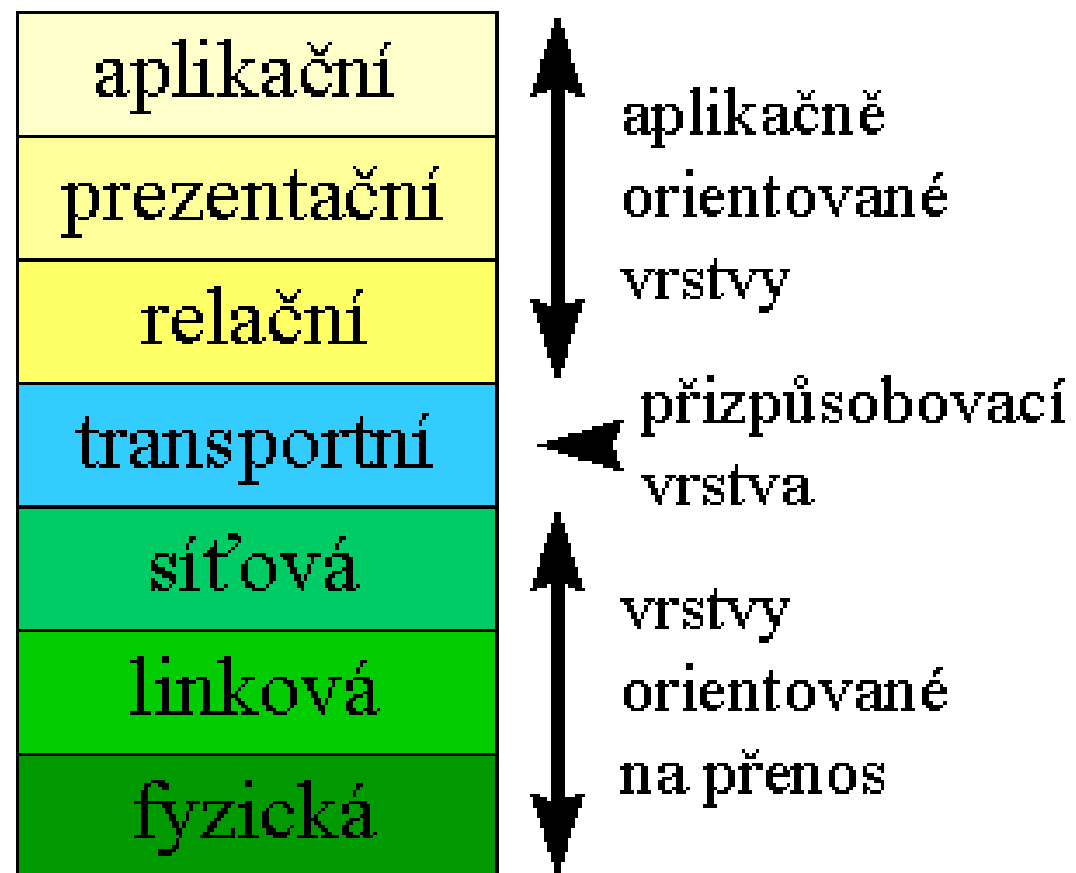 aplikační
prezentační
relační
transportní
síťová
linková
fyzická
aplikačně
orientované
vrstvy
přizpůsobovací
vrstva
vrstvy
orientované
na přenos